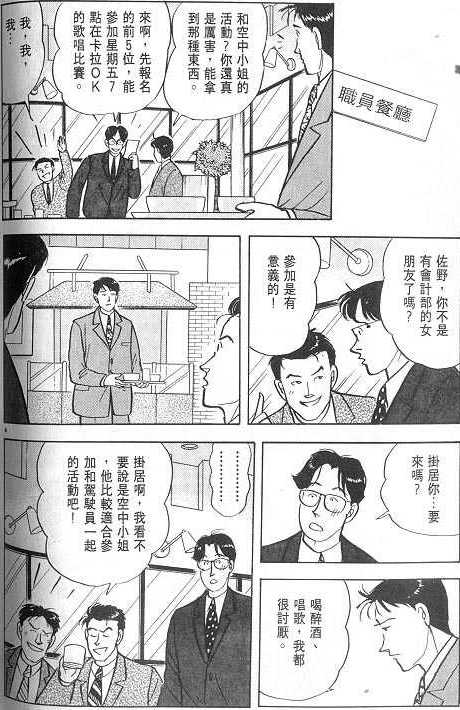 職員餐廳
和空中小姐的
活動?你還真
是厲害,能拿
到那種東西。
來啊,先報名
的前5位,能
參加星期五7
點在卡拉OK
的歌唱比賽。
我,我,
我…
佐野,你不是
有會計部的女
朋友了嗎?
參加是有
意義的!
掛居你…要
來嗎?
喝醉酒、
唱歌,我都
很討厭。
…………
掛居啊,我看不
要說是空中小姐
,他比較適合參
加和駕駛員一起
的活動吧!